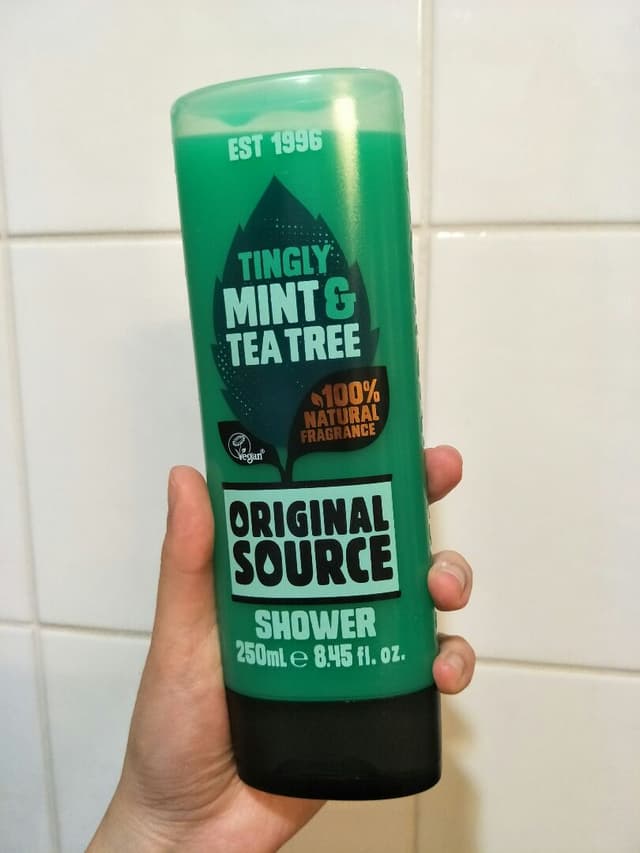 EST 1996
TINGLY
MINT &
TEA TREE
100%
NATURAL
FRAGRANCE
Vegan
ORIGINAL
SOURCE
SHOWER
250ml e 8.45 fl. oz.